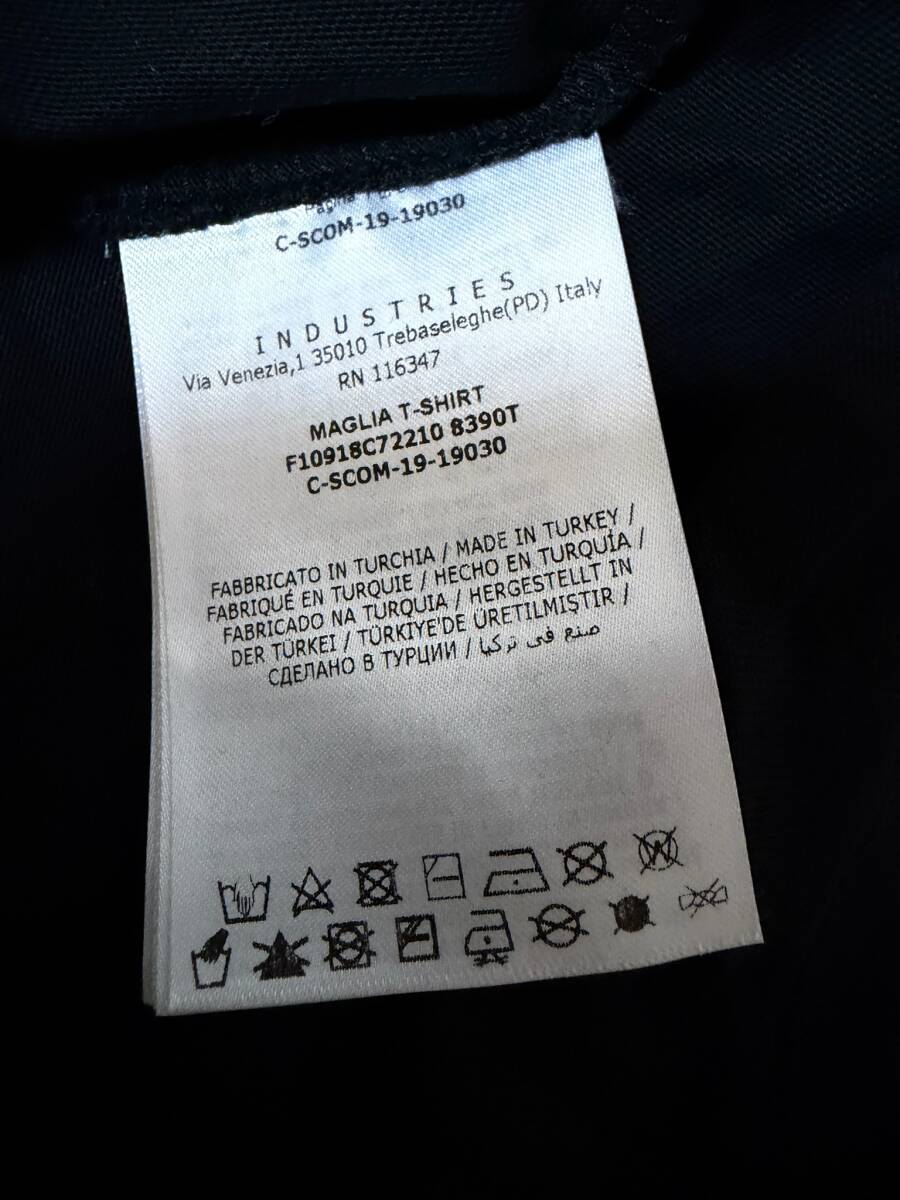 C-SCOM-19-19030
INDUSTRIES
Via Venezia,1 35010 Trebaseleghe(PD) Italy
RN 116347
MAGLIA T-SHIRT
F10918C72210 8390T
C-SCOM-19-19030
FABBRICATO IN TURCHIA / MADE IN TURKEY /
FABRIQUÉ EN TURQUIE / HECHO EN TURQUÍA /
FABRICADO NA TURQUIA / HERGESTELLT IN
DER TÜRKEI / TÜRKİYE'DE ÜRETILMIŞTIR /
СДЕЛАНО В ТУРЦИИ / صنع في تركيا